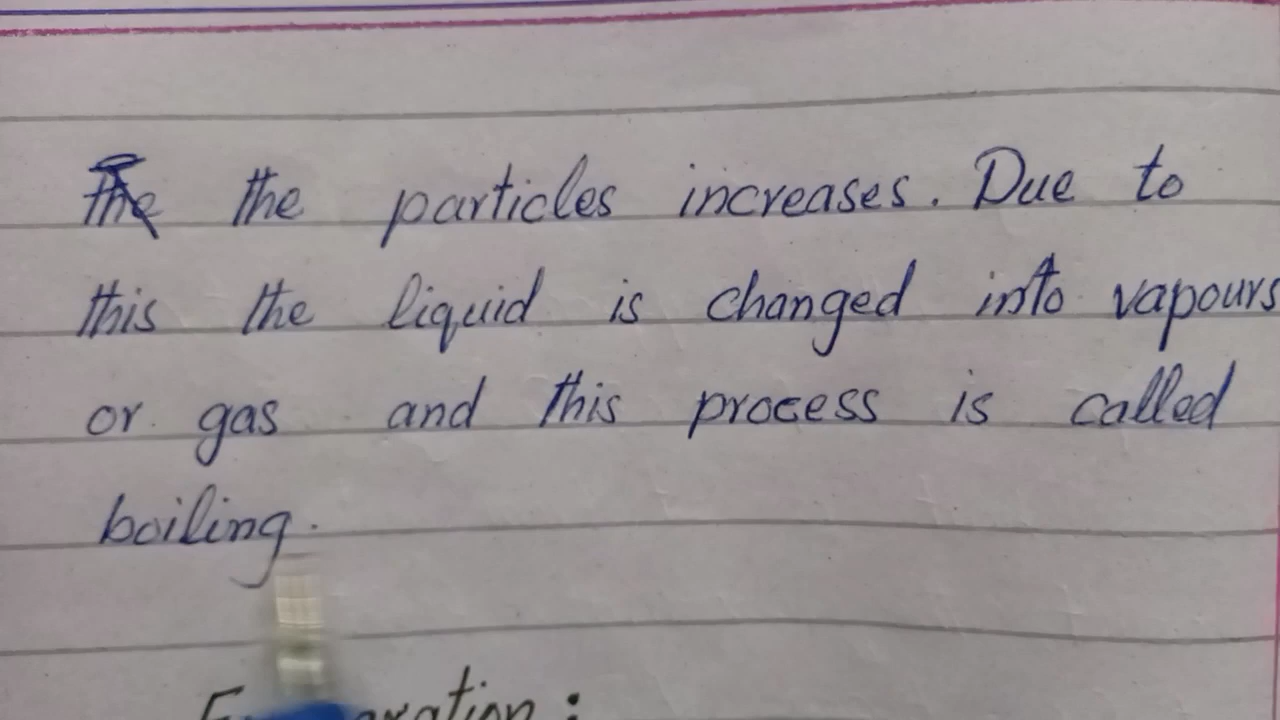 the particles increases. Due to
this the liquid is changed into vapours
or gas and this process is called
boiling.